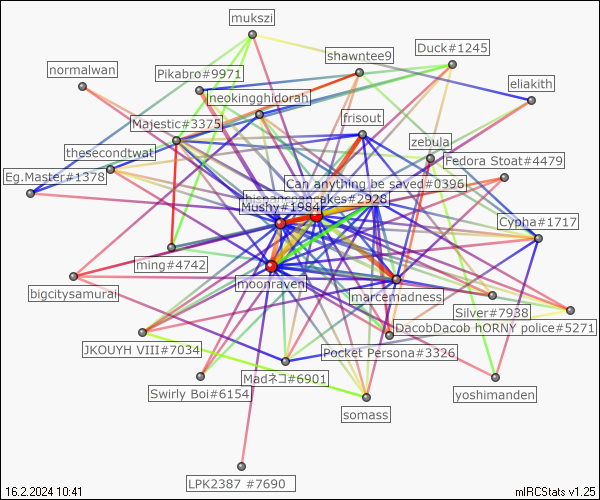 mukszi
Duck#1245
shawntee9
normalwan
Pikabro#9971
eliakith
neokingghidorah
frisout
Majestic#3375
zebula
thesecondtwat
Fedora Stoat#4479
Eg.Master#1378
Can anything be saved#0396
hispanicpancakes#2928
Mushy#1984
Cypha#1717
ming#4742
moonraven
marcemadness
bigcitysamurai
Silver#7938
DacobDacob hORNY police#5271
JKOUYH VIII#7034
Pocket Persona#3326
Madネコ#6901
Swirly Boi#6154
yoshimanden
somass
LPK2387 #7690
16.2.2024 10:41
mIRCStats v1.25